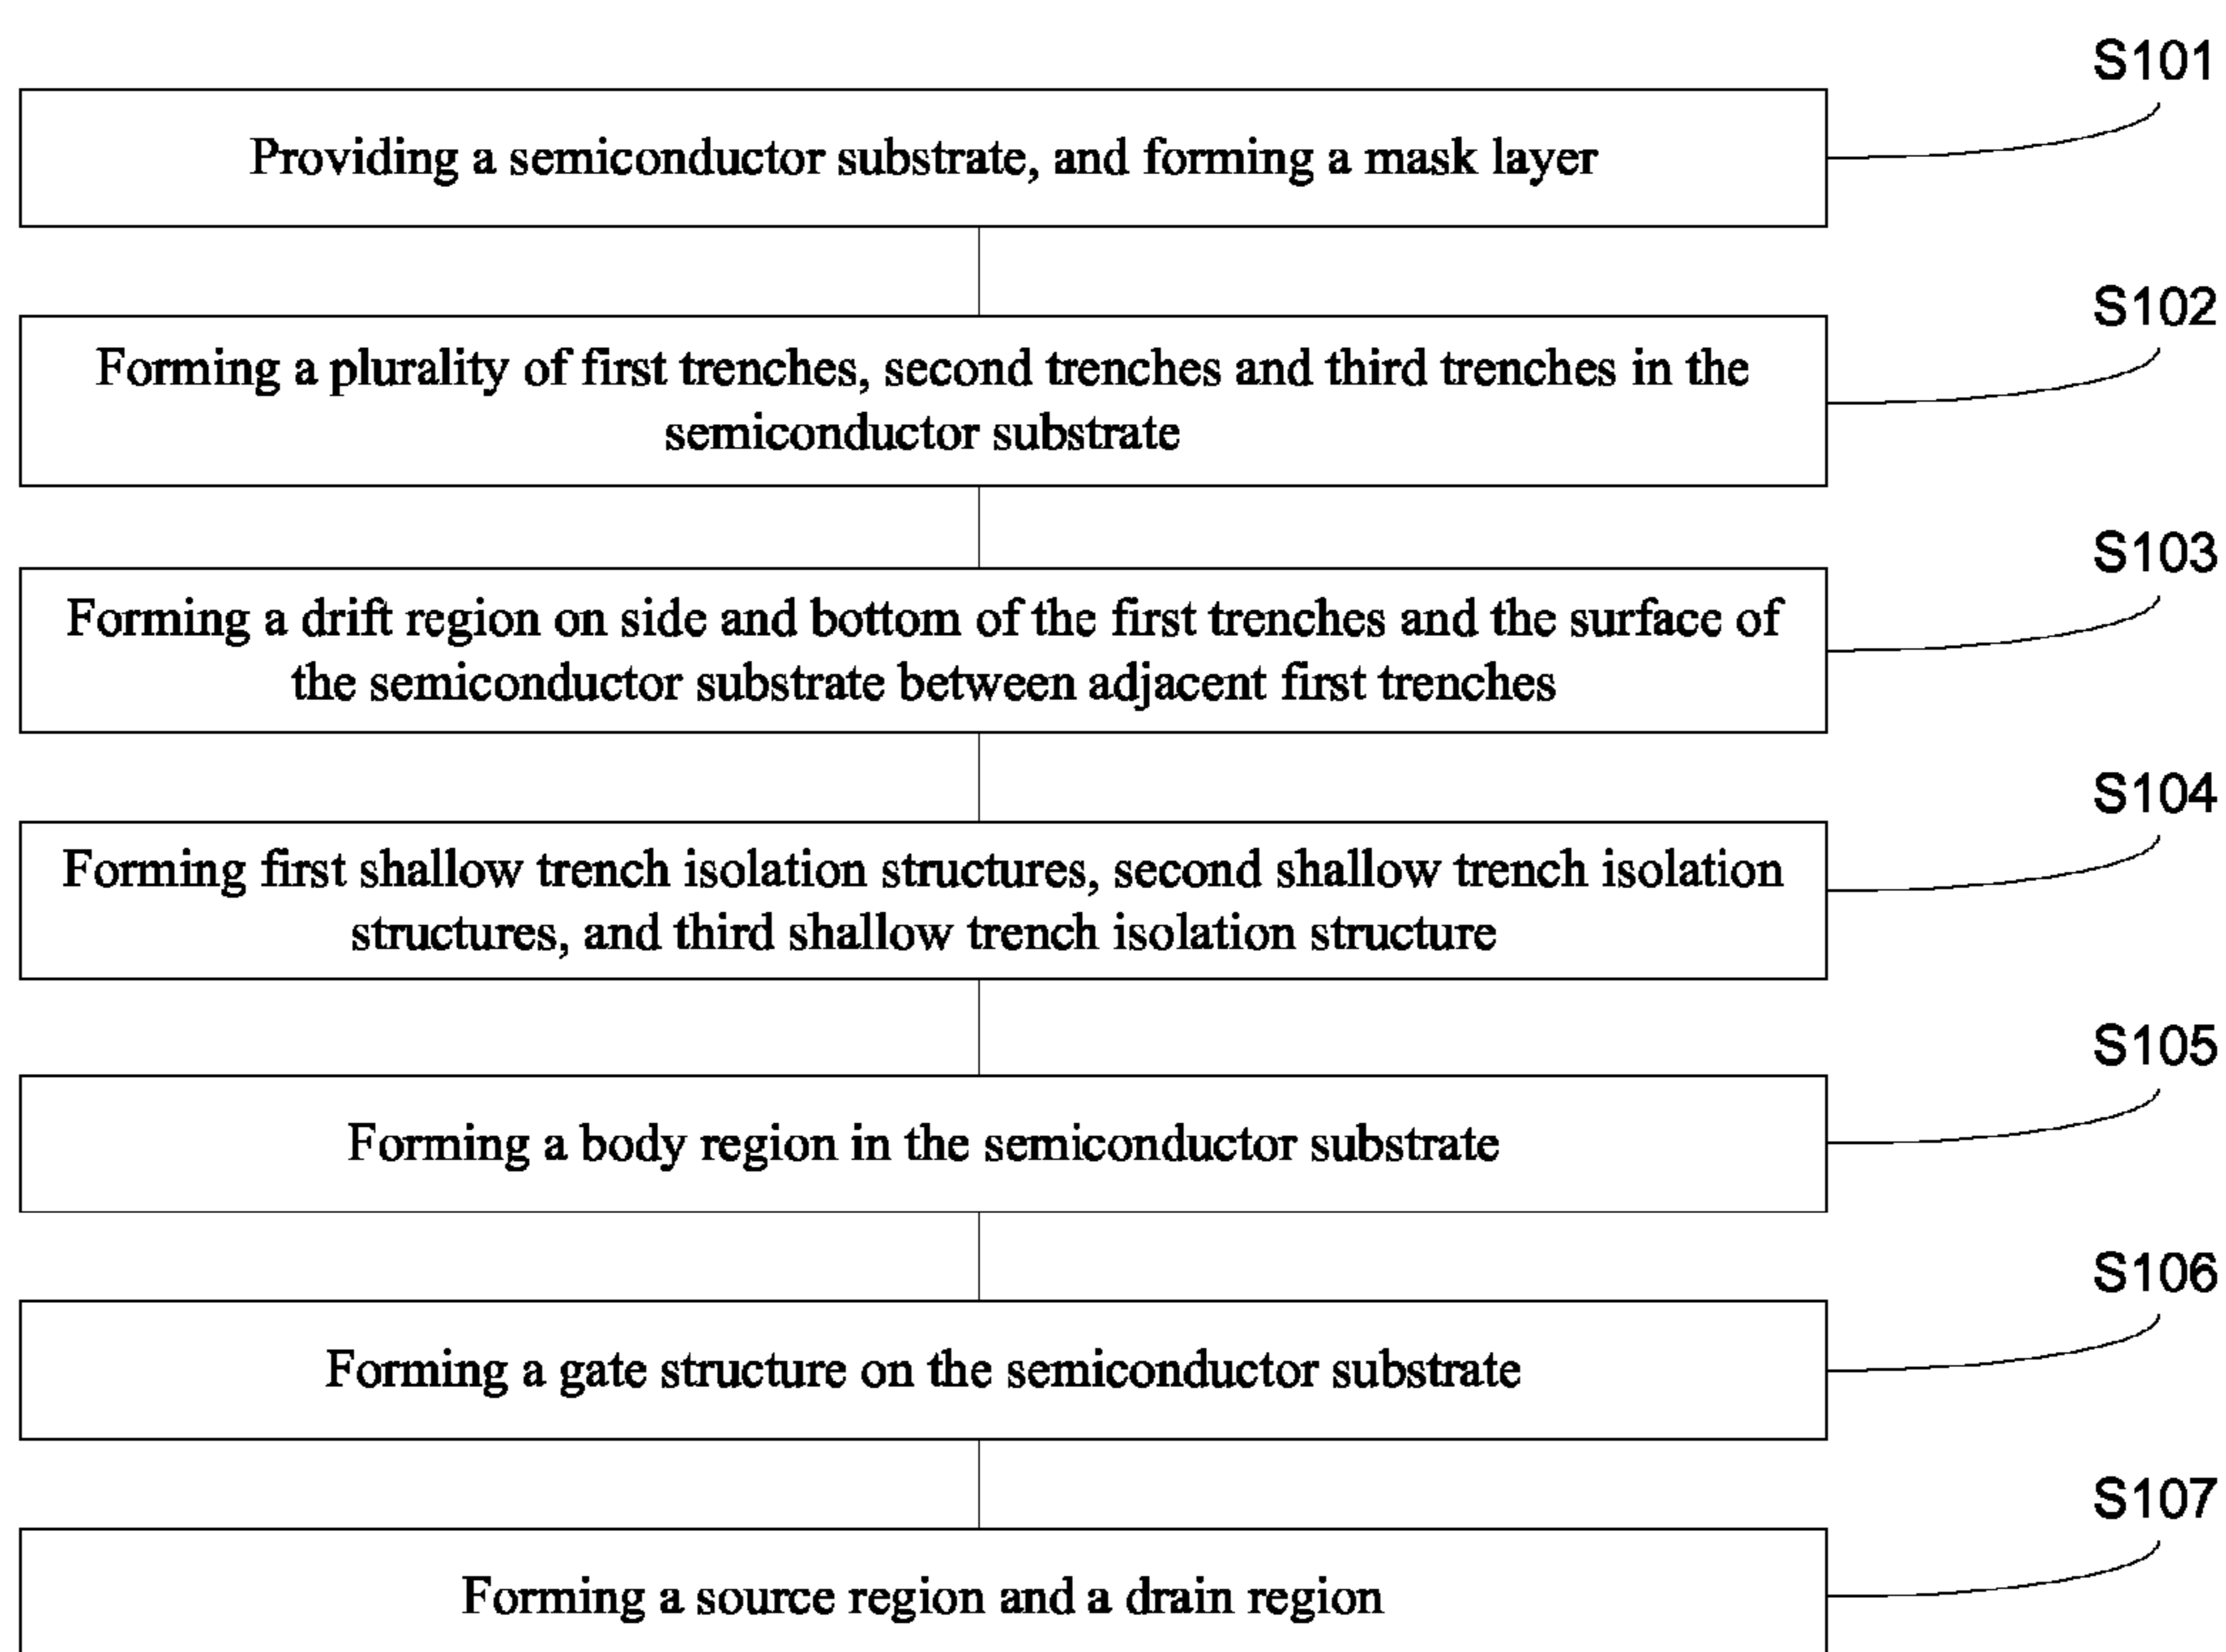 S101
Providing a semiconductor substrate, and forming a mask layer
S102
Forming a plurality of first trenches, second trenches and third trenches in the
semiconductor substrate
S103
Forming a drift region on side and bottom of the first trenches and the surface of
the semiconductor substrate between adjacent first trenches
S104
Forming first shallow trench isolation structures, second shallow trench isolation
structures, and third shallow trench isolation structure
S105
Forming a body region in the semiconductor substrate
S106
Forming a gate structure on the semiconductor substrate
S107
Forming a source region and a drain region